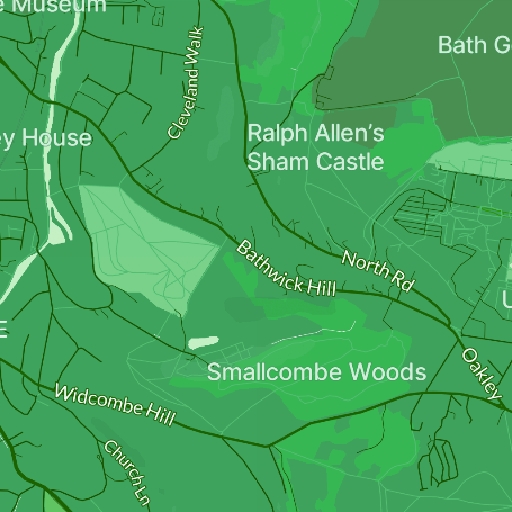 Museum
Bath G
Cleveland Walk
ey House
Ralph Allen's
Sham Castle
Bathwick Hill
North Rd
U
E
Smallcombe Woods
Oakley
Widcombe Hill
Church Ln